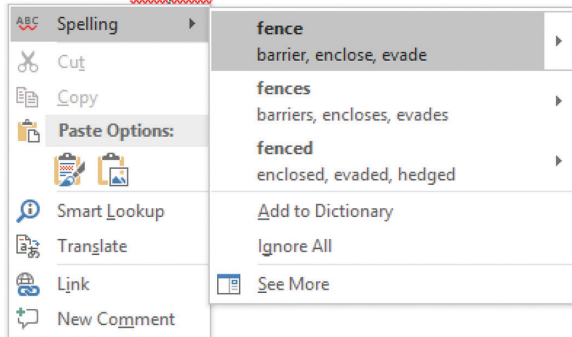 ABC Spelling
Cut
Copy
Paste Options:
Smart Lookup
Translate
Link
New Comment
fence
barrier, enclose, evade
fences
barriers, encloses, evades
fenced
enclosed, evaded, hedged
Add to Dictionary
Ignore All
See More